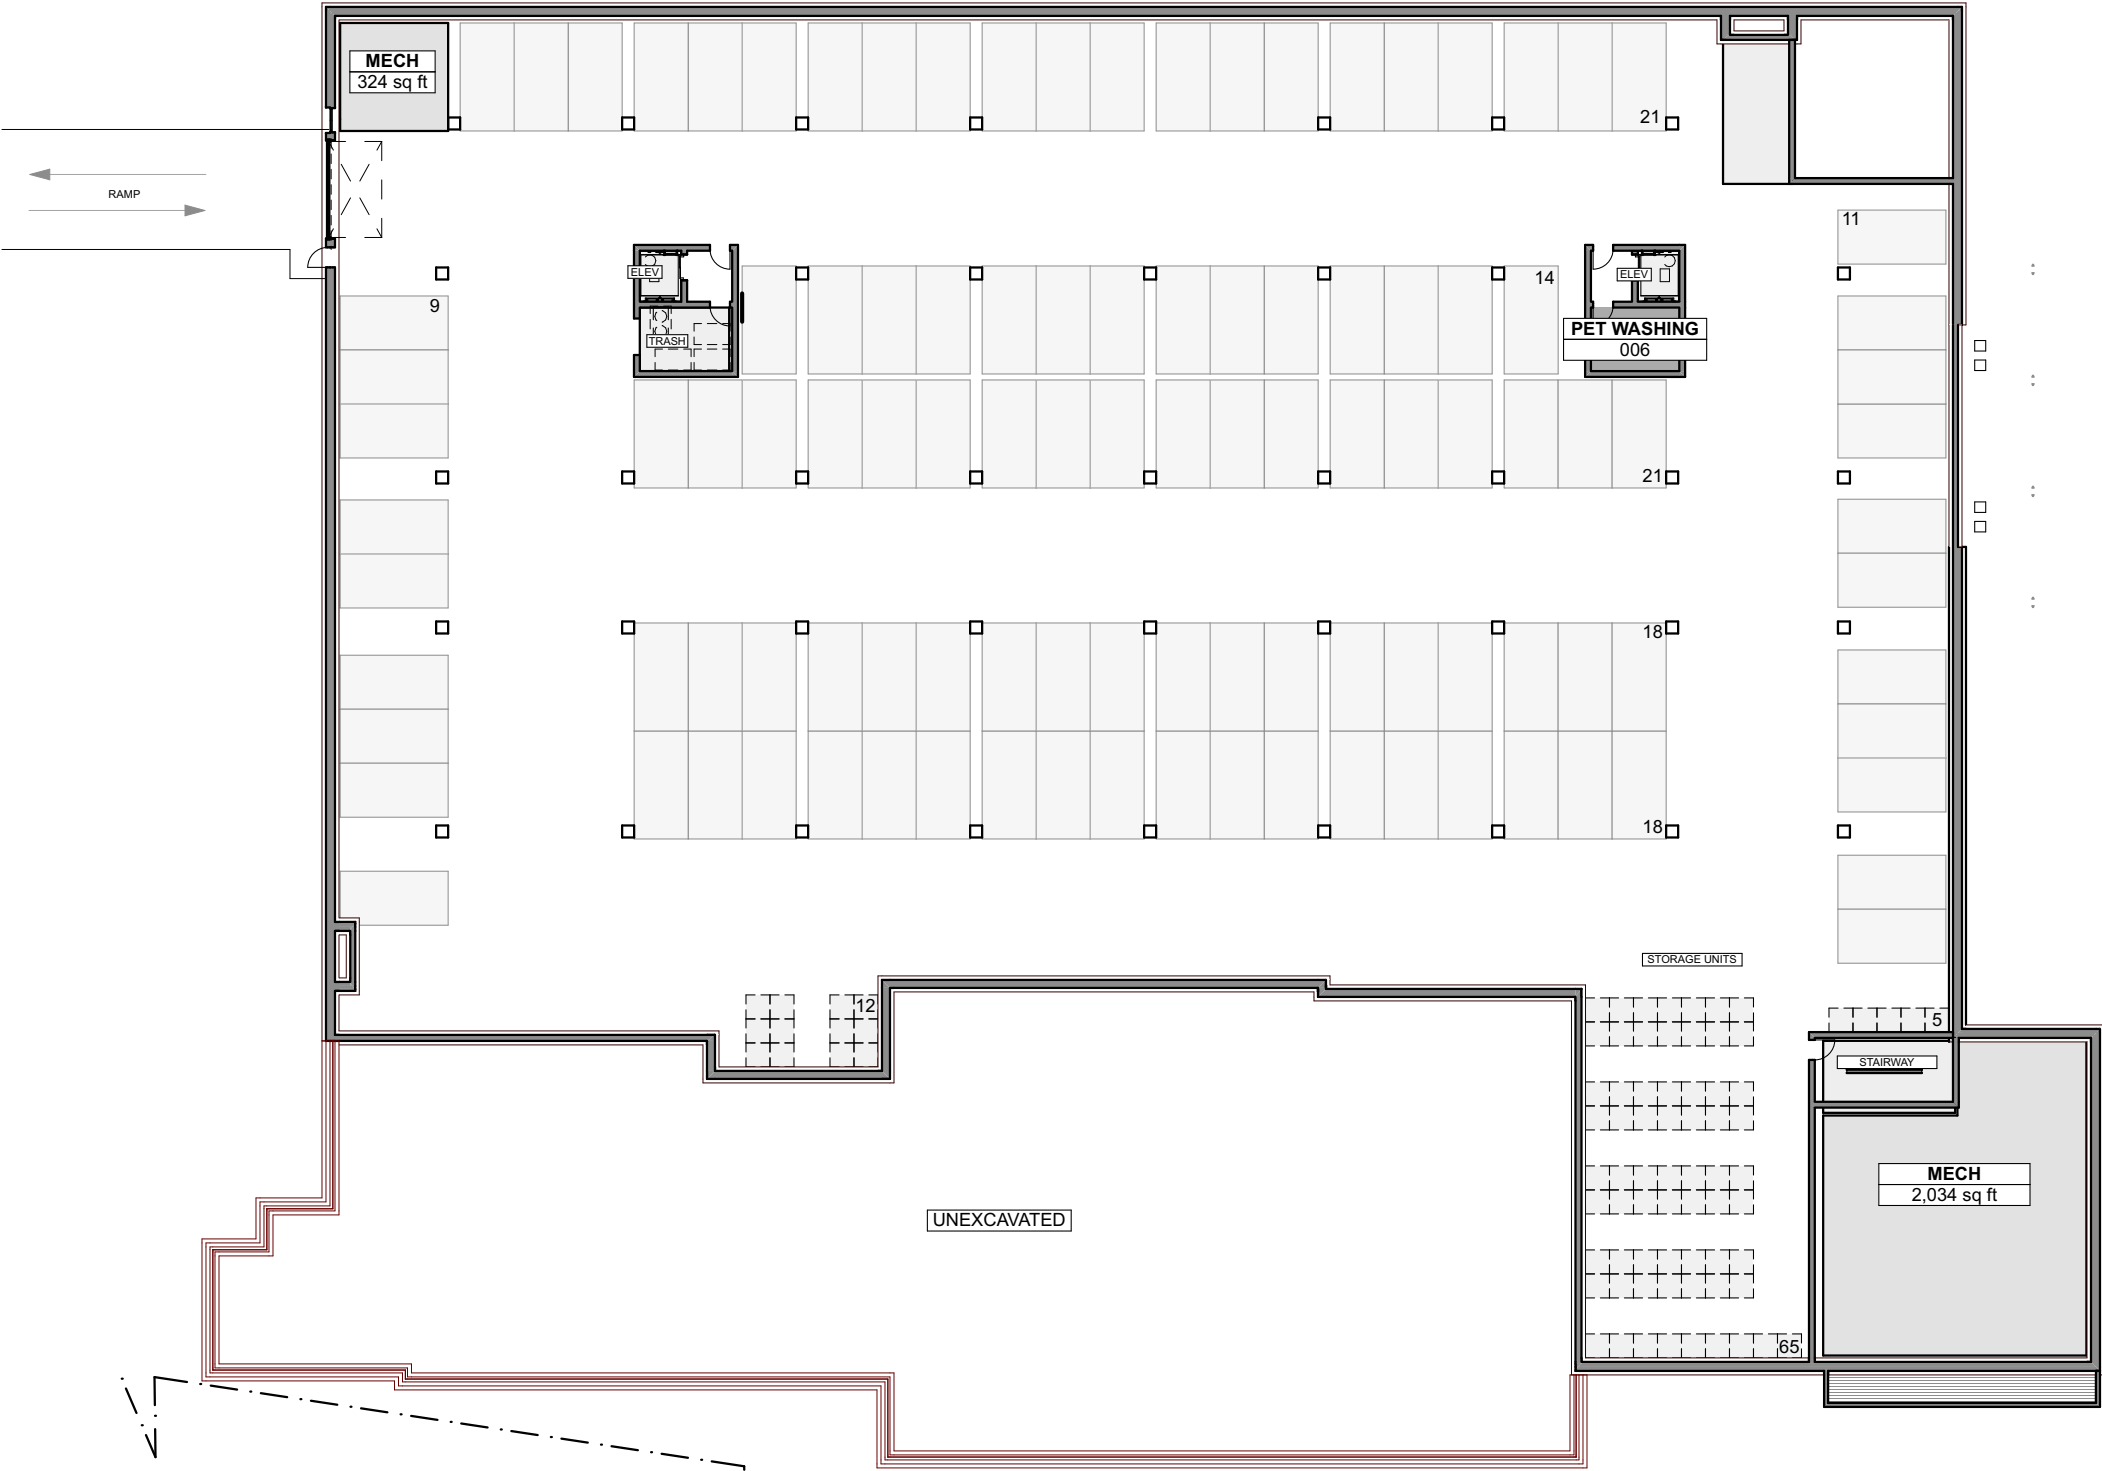 MECH
324 sq ft
21
RAMP
11
ELEV
ELEV
14
9
PET WASHING
006
TRASH
21
18
18
STORAGE UNITS
12
5
STAIRWAY
MECH
2,034 sq ft
UNEXCAVATED
65